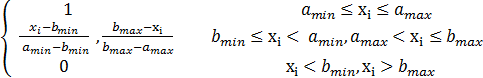 1 a_min ≤ x_i ≤ a_max
(x_i − b_min)/(a_min − b_min) , (b_max − x_i)/(b_max − a_max) b_min ≤ x_i < a_min, a_max < x_i ≤ b_max
0 x_i < b_min, x_i > b_max